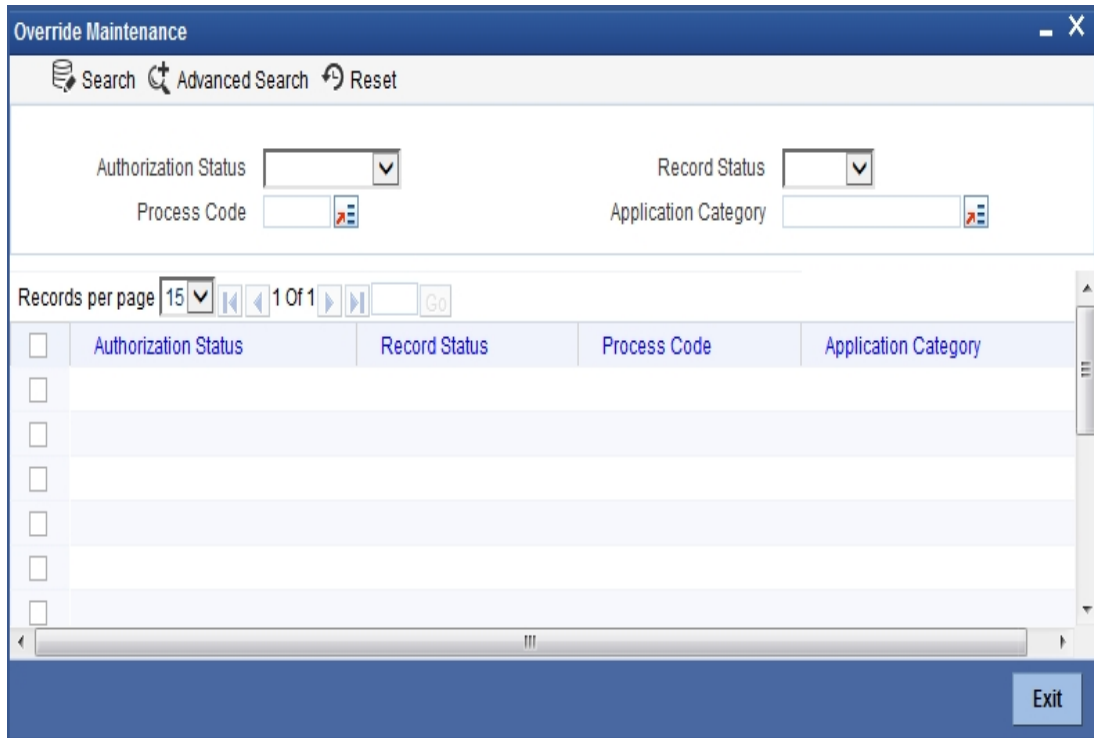 Override Maintenance
Search Advanced Search Reset
Authorization Status Record Status
Process Code Application Category
Records per page 15 1 Of 1 Go
Authorization Status Record Status Process Code Application Category
Exit